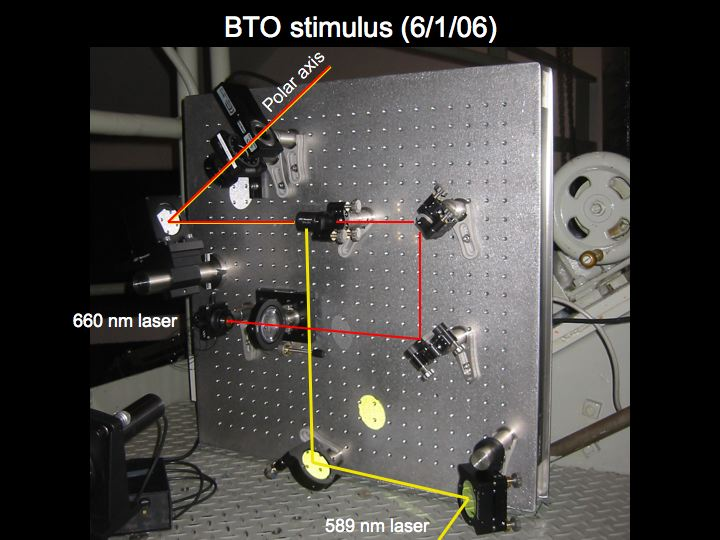 BTO stimulus (6/1/06)
Polar axis
660 nm laser
589 nm laser